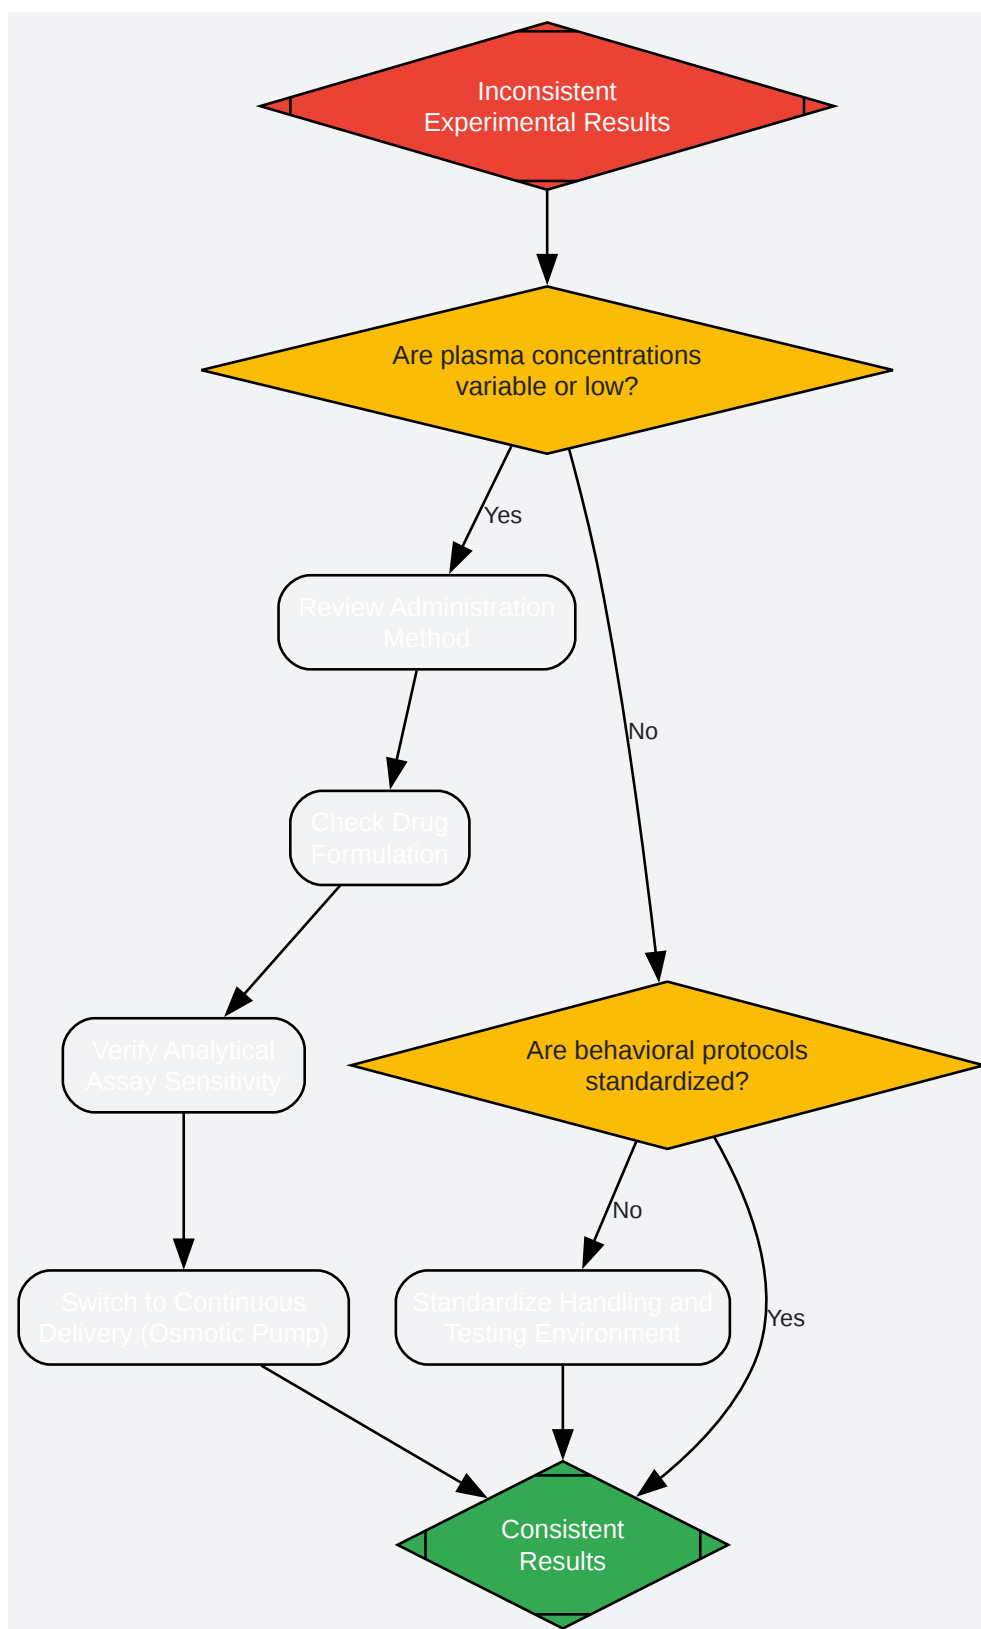 Inconsistent
Experimental Results
Are plasma concentrations
variable or low?
Yes
Review Administration
Method
No
Check Drug
Formulation
Verify Analytical
Assay Sensitivity
Are behavioral protocols
standardized?
No
Switch to Continuous
Delivery (Osmotic Pump)
Standardize Handling and
Testing Environment
Yes
Consistent
Results